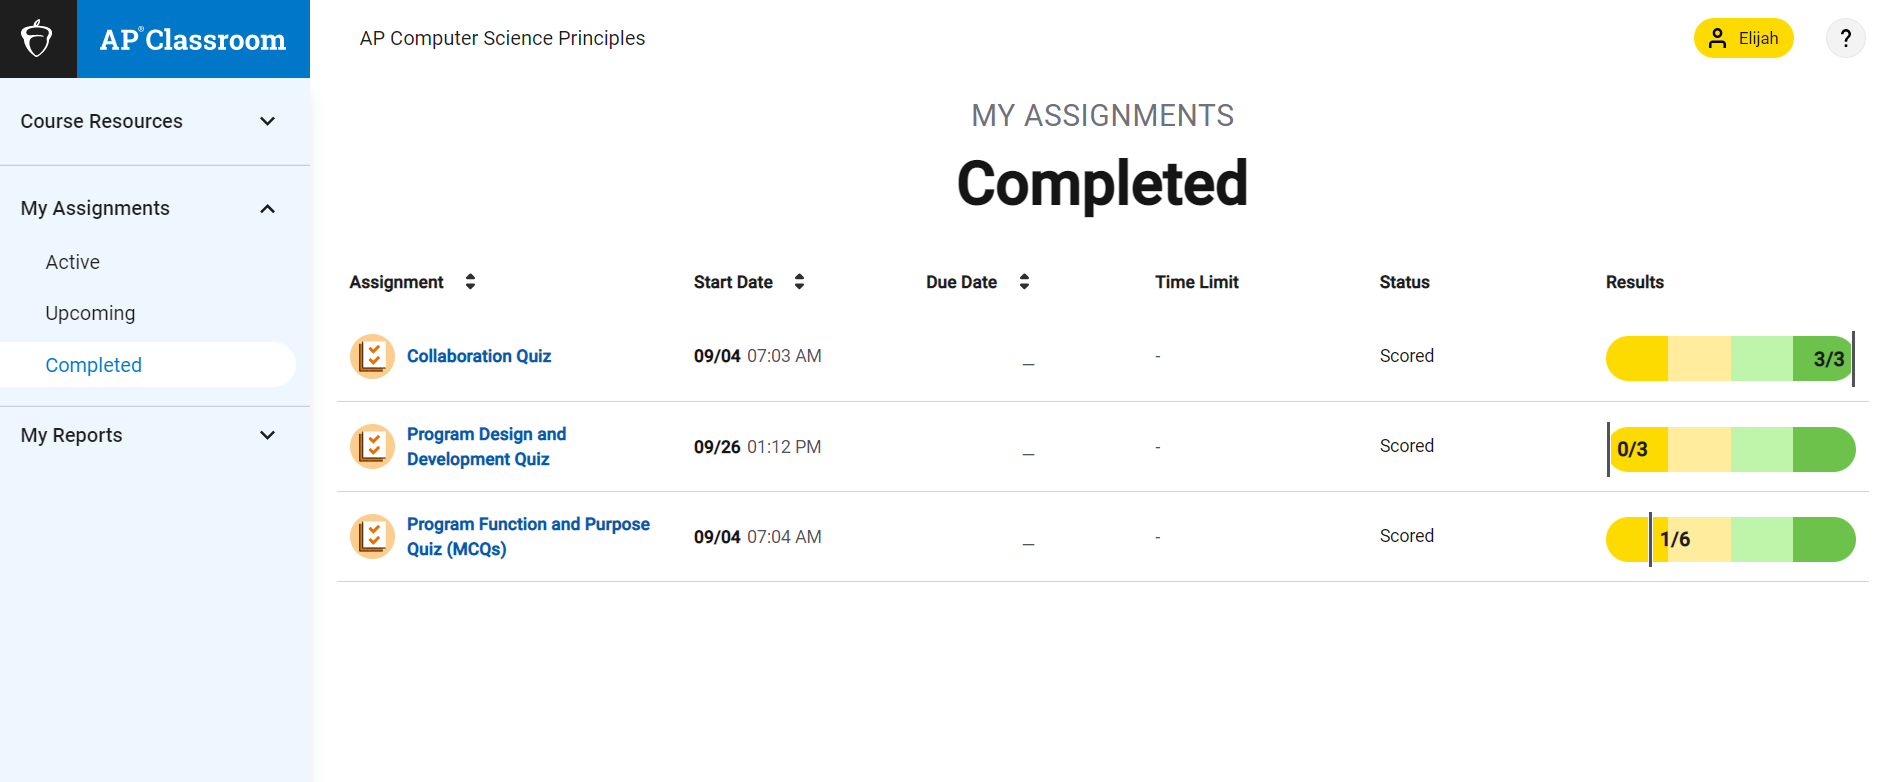 AP® Classroom
AP Computer Science Principles
Elijah
?
Course Resources
My Assignments
Active
Upcoming
Completed
My Reports
MY ASSIGNMENTS
Completed
Assignment Start Date Due Date Time Limit Status Results
Collaboration Quiz 09/04 07:03 AM _ - Scored 3/3
Program Design and
Development Quiz 09/26 01:12 PM _ - Scored 0/3
Program Function and Purpose
Quiz (MCQs) 09/04 07:04 AM _ - Scored 1/6